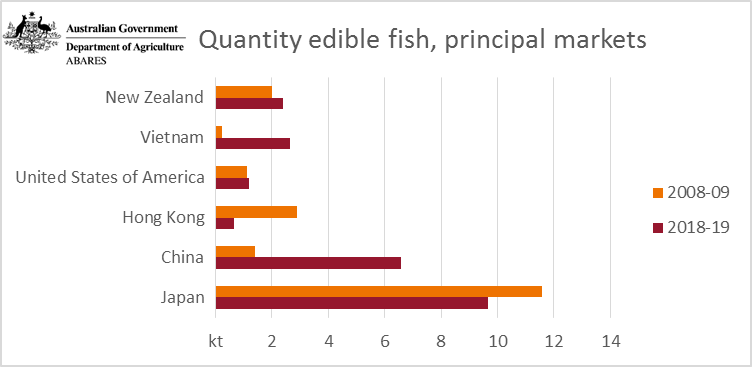 Australian Government
Department of Agriculture
ABARES
Quantity edible fish, principal markets
New Zealand
Vietnam
United States of America
Hong Kong
China
Japan
2008-09
2018-19
kt 2 4 6 8 10 12 14